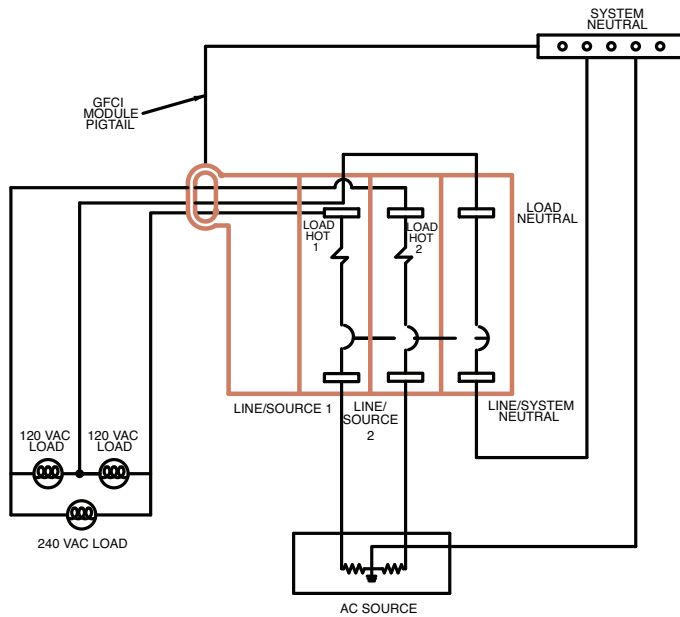 SYSTEM
NEUTRAL
GFCI
MODULE
PIGTAIL
LOAD
HOT
1
LOAD
HOT
2
LOAD
NEUTRAL
LINE/SOURCE 1
LINE/
SOURCE
2
LINE/SYSTEM
NEUTRAL
120 VAC
LOAD
120 VAC
LOAD
240 VAC LOAD
AC SOURCE